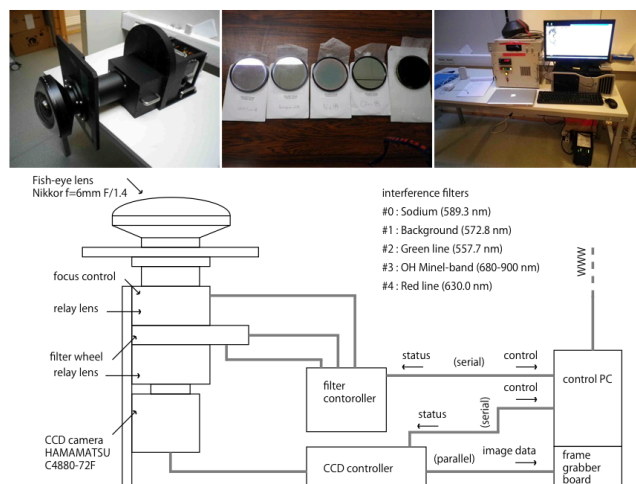 Fish-eye lens
Nikkor f=6mm F/1.4
interference filters
#0 : Sodium (589.3 nm)
#1 : Background (572.8 nm)
#2 : Green line (557.7 nm)
#3 : OH Minel-band (680-900 nm)
#4 : Red line (630.0 nm)
WWW
focus control
relay lens
filter wheel
relay lens
CCD camera
HAMAMATSU
C4880-72F
filter
contoroller
status
(serial)
control
control PC
control
status
(serial)
CCD controller
(parallel)
image data
frame
grabber
board